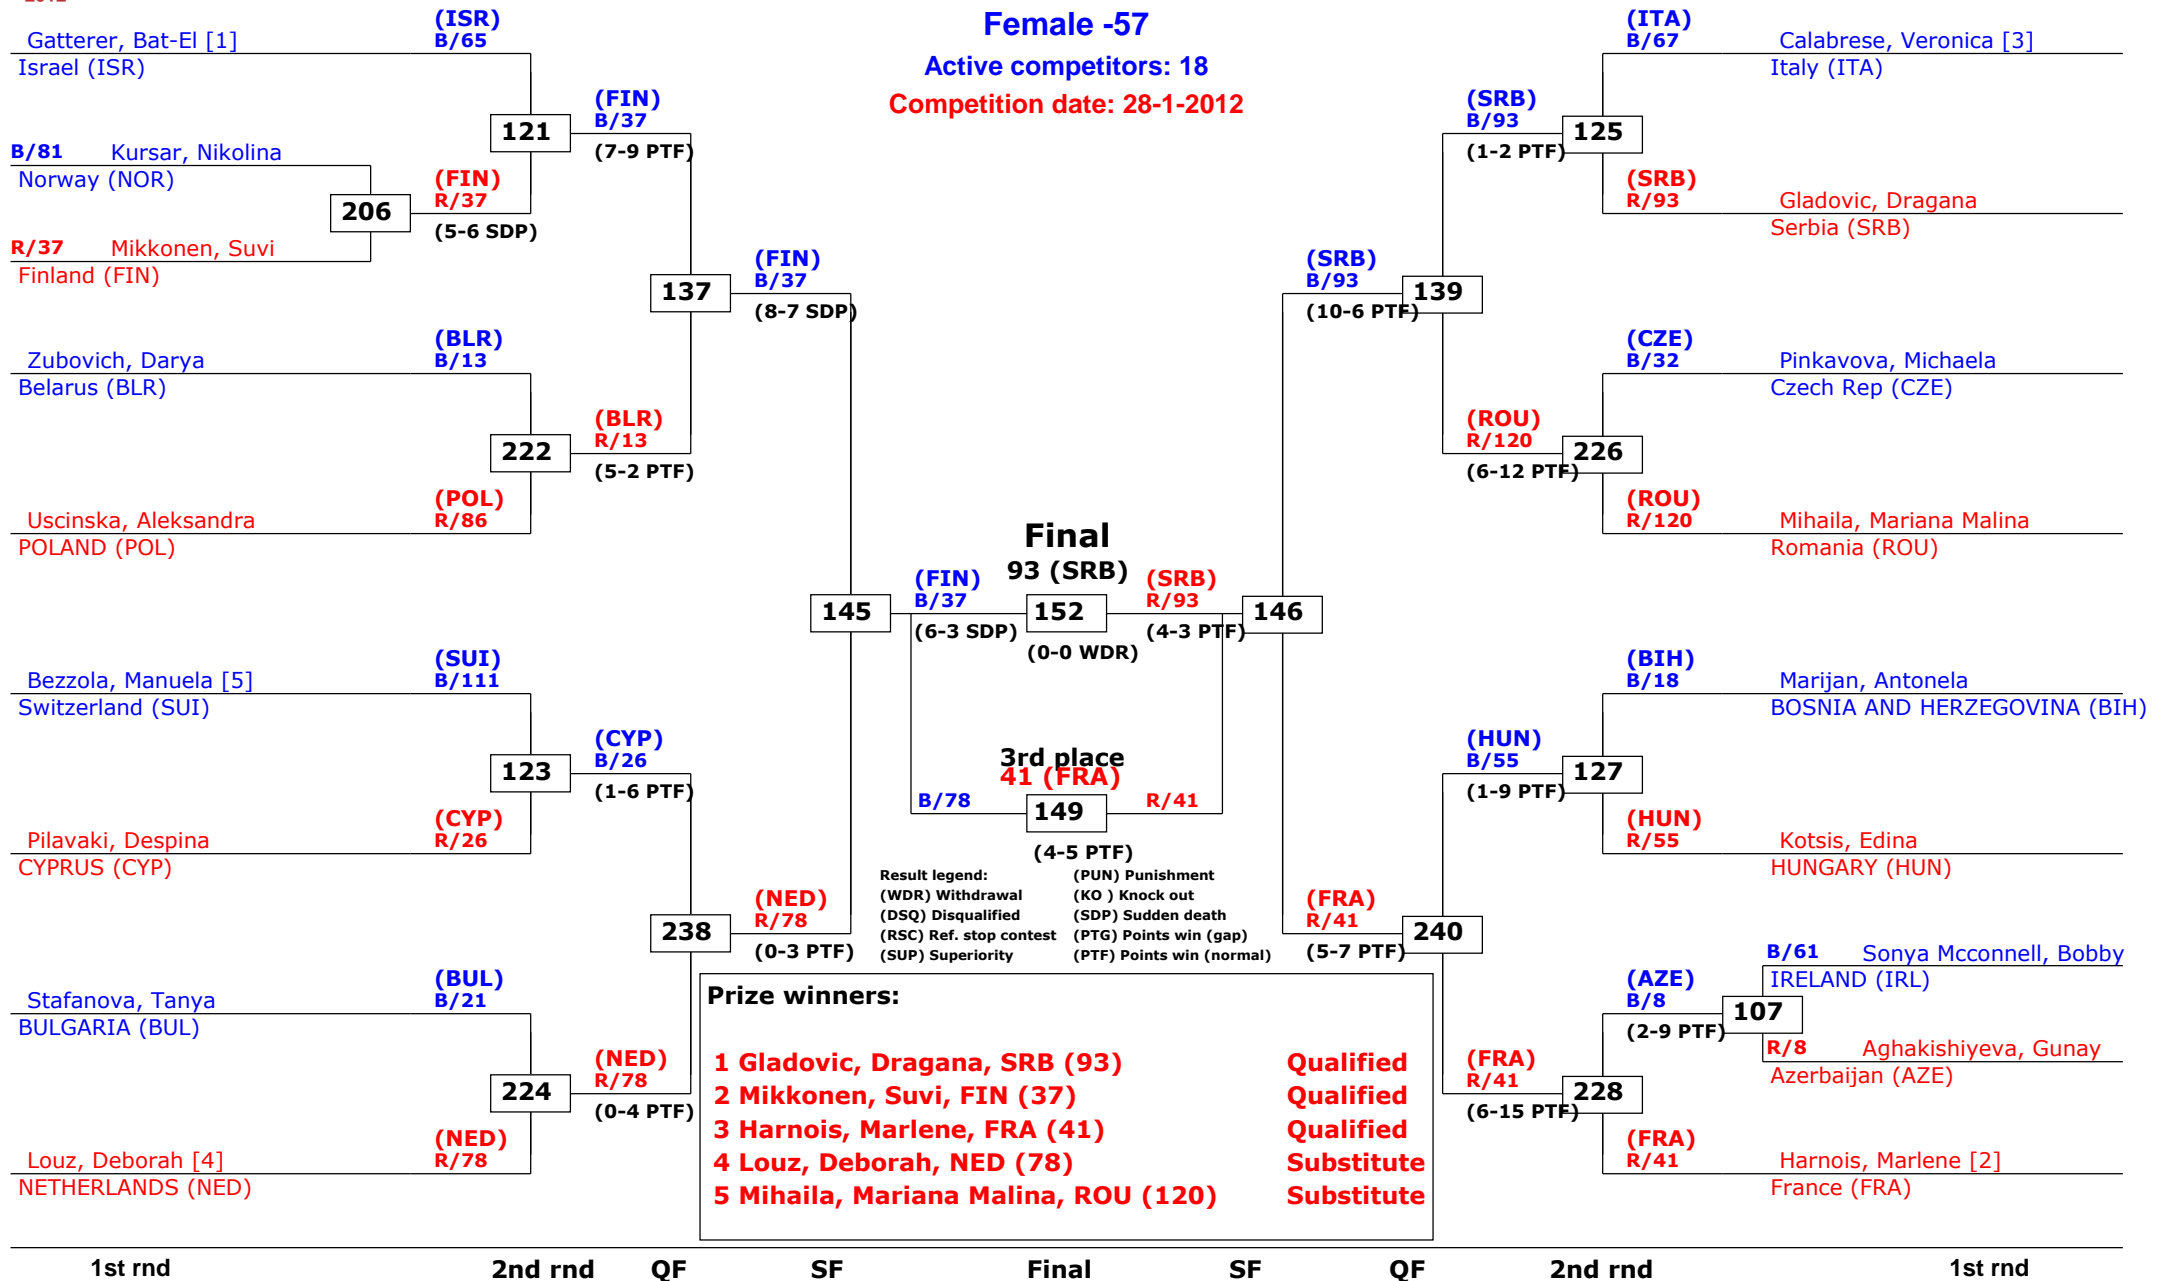 2012
Female -57
Active competitors: 18
Competition date: 28-1-2012
(ISR)
Gatterer, Bat-El [1] B/65
Israel (ISR)
(FIN)
B/37
121
(7-9 PTF)
B/81 Kursar, Nikolina
Norway (NOR)
(FIN)
R/37
206
(5-6 SDP)
R/37 Mikkonen, Suvi
Finland (FIN)
(FIN)
B/37
137
(8-7 SDP)
(BLR)
Zubovich, Darya B/13
Belarus (BLR)
(BLR)
R/13
222
(5-2 PTF)
(POL)
Uscinska, Aleksandra R/86
POLAND (POL)
145
(SUI)
Bezzola, Manuela [5] B/111
Switzerland (SUI)
(CYP)
B/26
123
(1-6 PTF)
(CYP)
Pilavaki, Despina R/26
CYPRUS (CYP)
(NED)
R/78
238
(0-3 PTF)
(BUL)
Stafanova, Tanya B/21
BULGARIA (BUL)
(NED)
R/78
224
(0-4 PTF)
(NED)
Louz, Deborah [4] R/78
NETHERLANDS (NED)
Final
93 (SRB)
(FIN)
B/37
(6-3 SDP)
152
(0-0 WDR)
(SRB)
R/93
(4-3 PTF)
146
3rd place
41 (FRA)
B/78
149
R/41
(4-5 PTF)
Result legend: (PUN) Punishment
(WDR) Withdrawal (KO ) Knock out
(DSQ) Disqualified (SDP) Sudden death
(RSC) Ref. stop contest (PTG) Points win (gap)
(SUP) Superiority (PTF) Points win (normal)
(ITA)
B/67 Calabrese, Veronica [3]
Italy (ITA)
(SRB)
B/93
125
(1-2 PTF)
(SRB)
R/93 Gladovic, Dragana
Serbia (SRB)
(SRB)
B/93
139
(10-6 PTF)
(CZE)
B/32 Pinkavova, Michaela
Czech Rep (CZE)
(ROU)
R/120
226
(6-12 PTF)
(ROU)
R/120 Mihaila, Mariana Malina
Romania (ROU)
(BIH)
B/18 Marijan, Antonela
BOSNIA AND HERZEGOVINA (BIH)
(HUN)
B/55
127
(1-9 PTF)
(HUN)
R/55 Kotsis, Edina
HUNGARY (HUN)
(FRA)
R/41
240
(5-7 PTF)
B/61 Sonya Mcconnell, Bobby
IRELAND (IRL)
(AZE)
B/8
107
(2-9 PTF)
R/8 Aghakishiyeva, Gunay
Azerbaijan (AZE)
(FRA)
R/41
228
(6-15 PTF)
(FRA)
R/41 Harnois, Marlene [2]
France (FRA)
Prize winners:
1 Gladovic, Dragana, SRB (93) Qualified
2 Mikkonen, Suvi, FIN (37) Qualified
3 Harnois, Marlene, FRA (41) Qualified
4 Louz, Deborah, NED (78) Substitute
5 Mihaila, Mariana Malina, ROU (120) Substitute
1st rnd 2nd rnd QF SF Final SF QF 2nd rnd 1st rnd